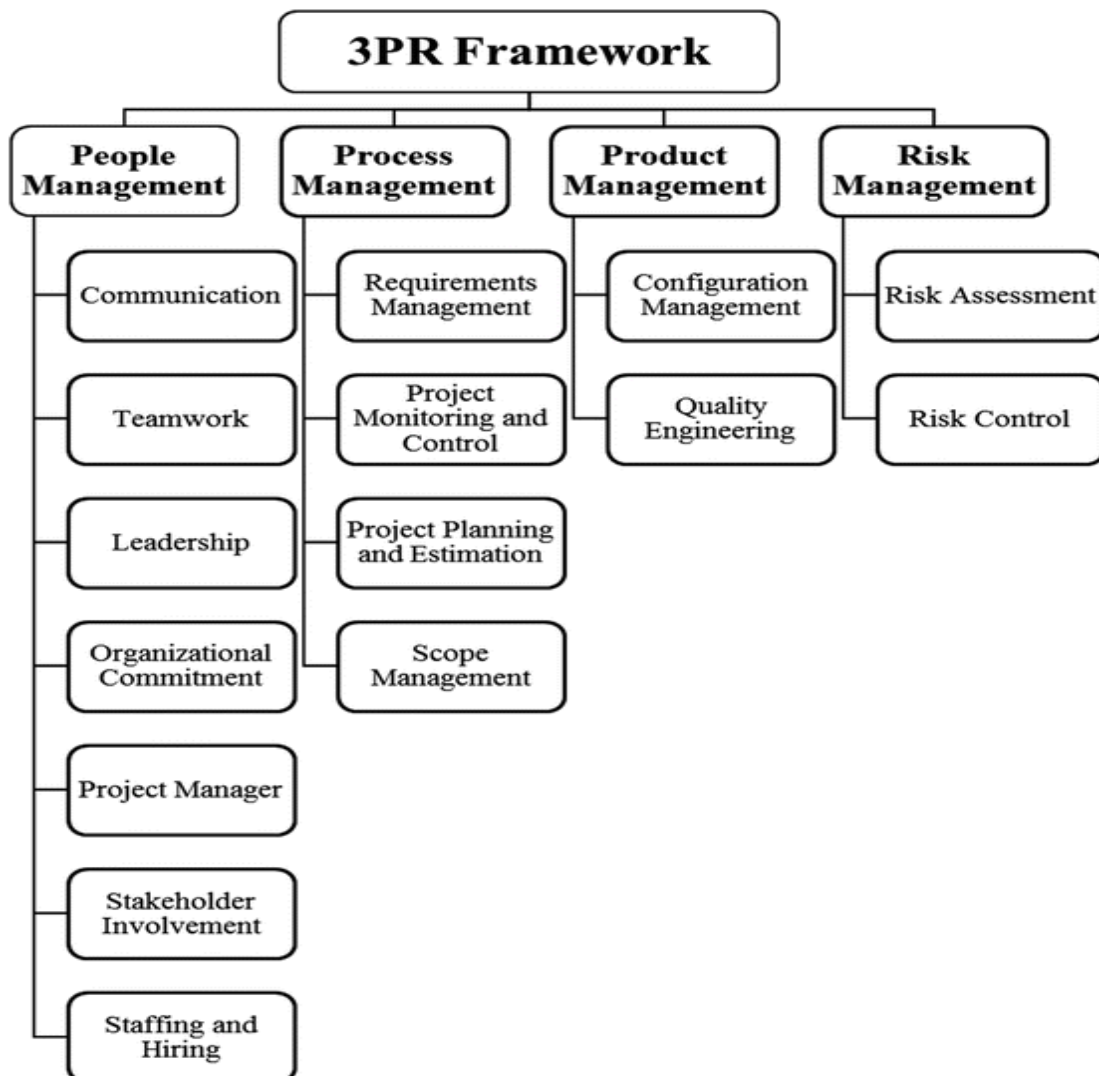 3PR Framework
People
Management
Communication
Teamwork
Leadership
Organizational
Commitment
Project Manager
Stakeholder
Involvement
Staffing and
Hiring
Process
Management
Requirements
Management
Project
Monitoring and
Control
Project Planning
and Estimation
Scope
Management
Product
Management
Configuration
Management
Quality
Engineering
Risk
Management
Risk Assessment
Risk Control